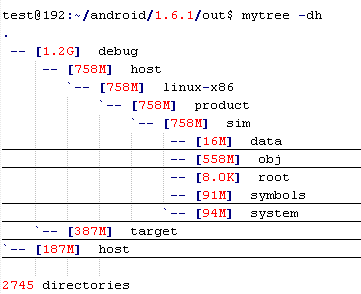 test@192:~/android/1.6.1/out$ mytree -dh
.
-- [1.2G] debug
-- [758M] host
`-- [758M] linux-x86
`-- [758M] product
`-- [758M] sim
-- [16M] data
-- [558M] obj
-- [8.0K] root
-- [91M] symbols
`-- [94M] system
`-- [387M] target
`-- [187M] host
2745 directories